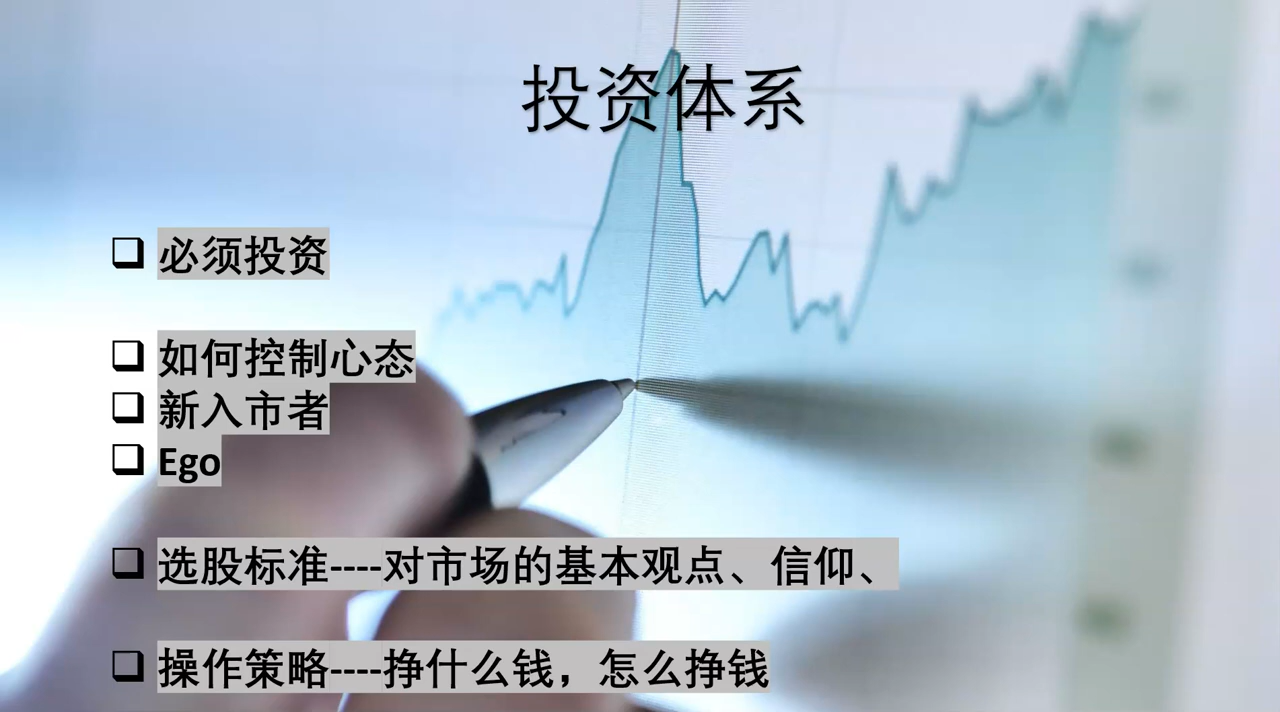 投资体系
必须投资
如何控制心态
新入市者
Ego
选股标准----对市场的基本观点、信仰、
操作策略----挣什么钱，怎么挣钱